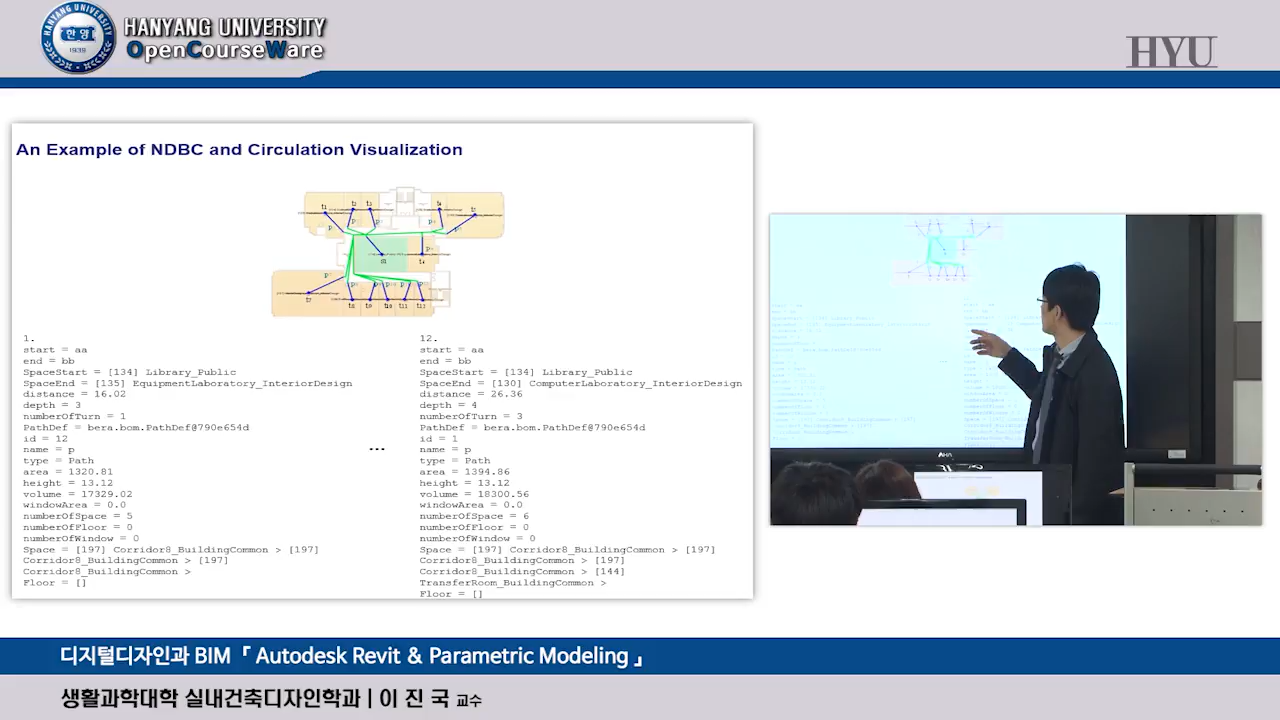 HANYANG UNIVERSITY
한양
1939
HANYANG UNIVERSITY
OpenCourseWare
HYU
An Example of NDBC and Circulation Visualization
1.
start = aa
end = bb
SpaceStart = [134] Library_Public
SpaceEnd = [135] EquipmentLaboratory_InteriorDesign
distance = 16.02
depth = 3
numberOfTurn = 1
PathDef = bera.bom.PathDef@790e654d
id = 12
name = p
type = Path
area = 1320.81
height = 13.12
volume = 17329.02
windowArea = 0.0
numberOfSpace = 5
numberOfFloor = 0
numberOfWindow = 0
Space = [197] Corridor8_BuildingCommon > [197]
Corridor8_BuildingCommon > [197]
Corridor8_BuildingCommon >
Floor = []
...
12.
start = aa
end = bb
SpaceStart = [134] Library_Public
SpaceEnd = [130] ComputerLaboratory_InteriorDesign
distance = 26.36
depth = 4
numberOfTurn = 3
PathDef = bera.bom.PathDef@790e654d
id = 1
name = p
type = Path
area = 1394.86
height = 13.12
volume = 18300.56
windowArea = 0.0
numberOfSpace = 6
numberOfFloor = 0
numberOfWindow = 0
Space = [197] Corridor8_BuildingCommon > [197]
Corridor8_BuildingCommon > [144]
TransferRoom_BuildingCommon >
Floor = []
디지털디자인과 BIM 「 Autodesk Revit & Parametric Modeling 」
생활과학대학 실내건축디자인학과 | 이 진 국 교수